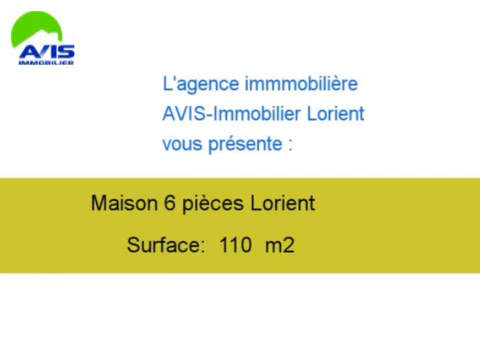 AVIS
IMMOBILIER
L'agence immmobilière
AVIS-Immobilier Lorient
vous présente :
Maison 6 pièces Lorient
Surface: 110 m2